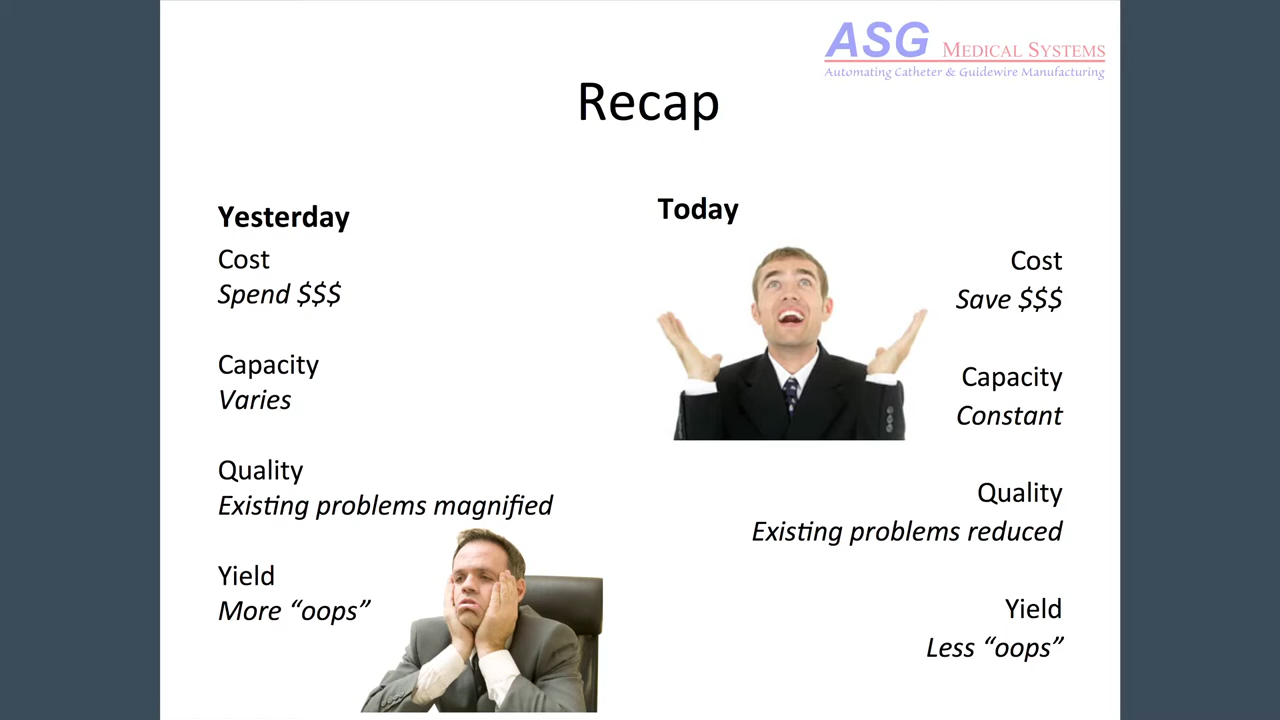 ASG MEDICAL SYSTEMS
Automating Catheter & Guidewire Manufacturing
Recap
Yesterday
Cost
Spend $$$
Capacity
Varies
Quality
Existing problems magnified
Yield
More “oops”
Today
Cost
Save $$$
Capacity
Constant
Quality
Existing problems reduced
Yield
Less “oops”